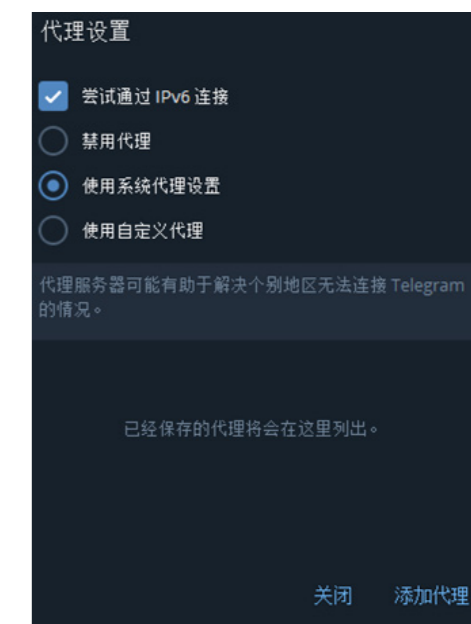 代理设置
尝试通过 IPv6 连接
禁用代理
使用系统代理设置
使用自定义代理
代理服务器可能有助于解决个别地区无法连接 Telegram
的情况。
已经保存的代理将会在这里列出。
关闭 添加代理